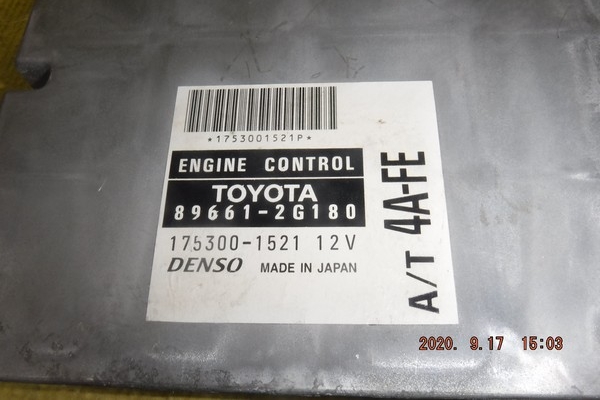 *1753001521P*
ENGINE CONTROL
TOYOTA
89661-2G180
175300-1521 12V
DENSO MADE IN JAPAN
A/T 4A-FE
2020. 9.17 15:03